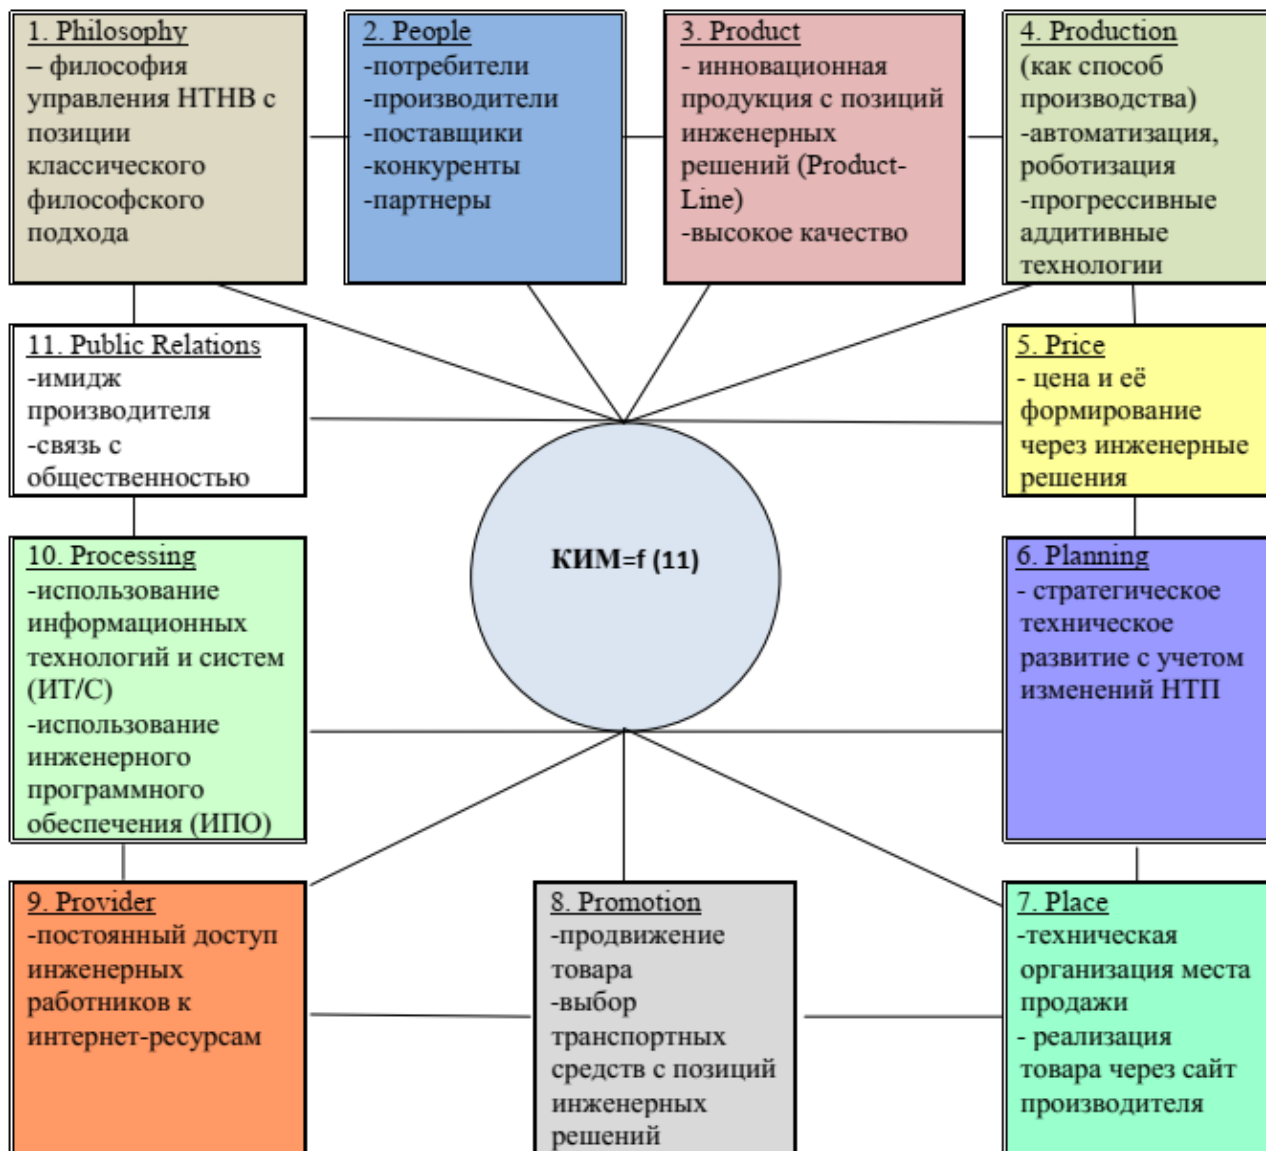 1. Philosophy
– философия
управления НТНВ с
позиции
классического
философского
подхода
2. People
-потребители
-производители
-поставщики
-конкуренты
-партнеры
3. Product
- инновационная
продукция с позиций
инженерных
решений (Product-
Line)
-высокое качество
4. Production
(как способ
производства)
-автоматизация,
роботизация
-прогрессивные
аддитивные
технологии
11. Public Relations
-имидж
производителя
-связь с
общественностью
5. Price
- цена и её
формирование
через инженерные
решения
КИМ=f (11)
10. Processing
-использование
информационных
технологий и систем
(ИТ/С)
-использование
инженерного
программного
обеспечения (ИПО)
6. Planning
- стратегическое
техническое
развитие с учетом
изменений НТП
9. Provider
-постоянный доступ
инженерных
работников к
интернет-ресурсам
8. Promotion
-продвижение
товара
-выбор
транспортных
средств с позиций
инженерных
решений
7. Place
-техническая
организация места
продажи
- реализация
товара через сайт
производителя